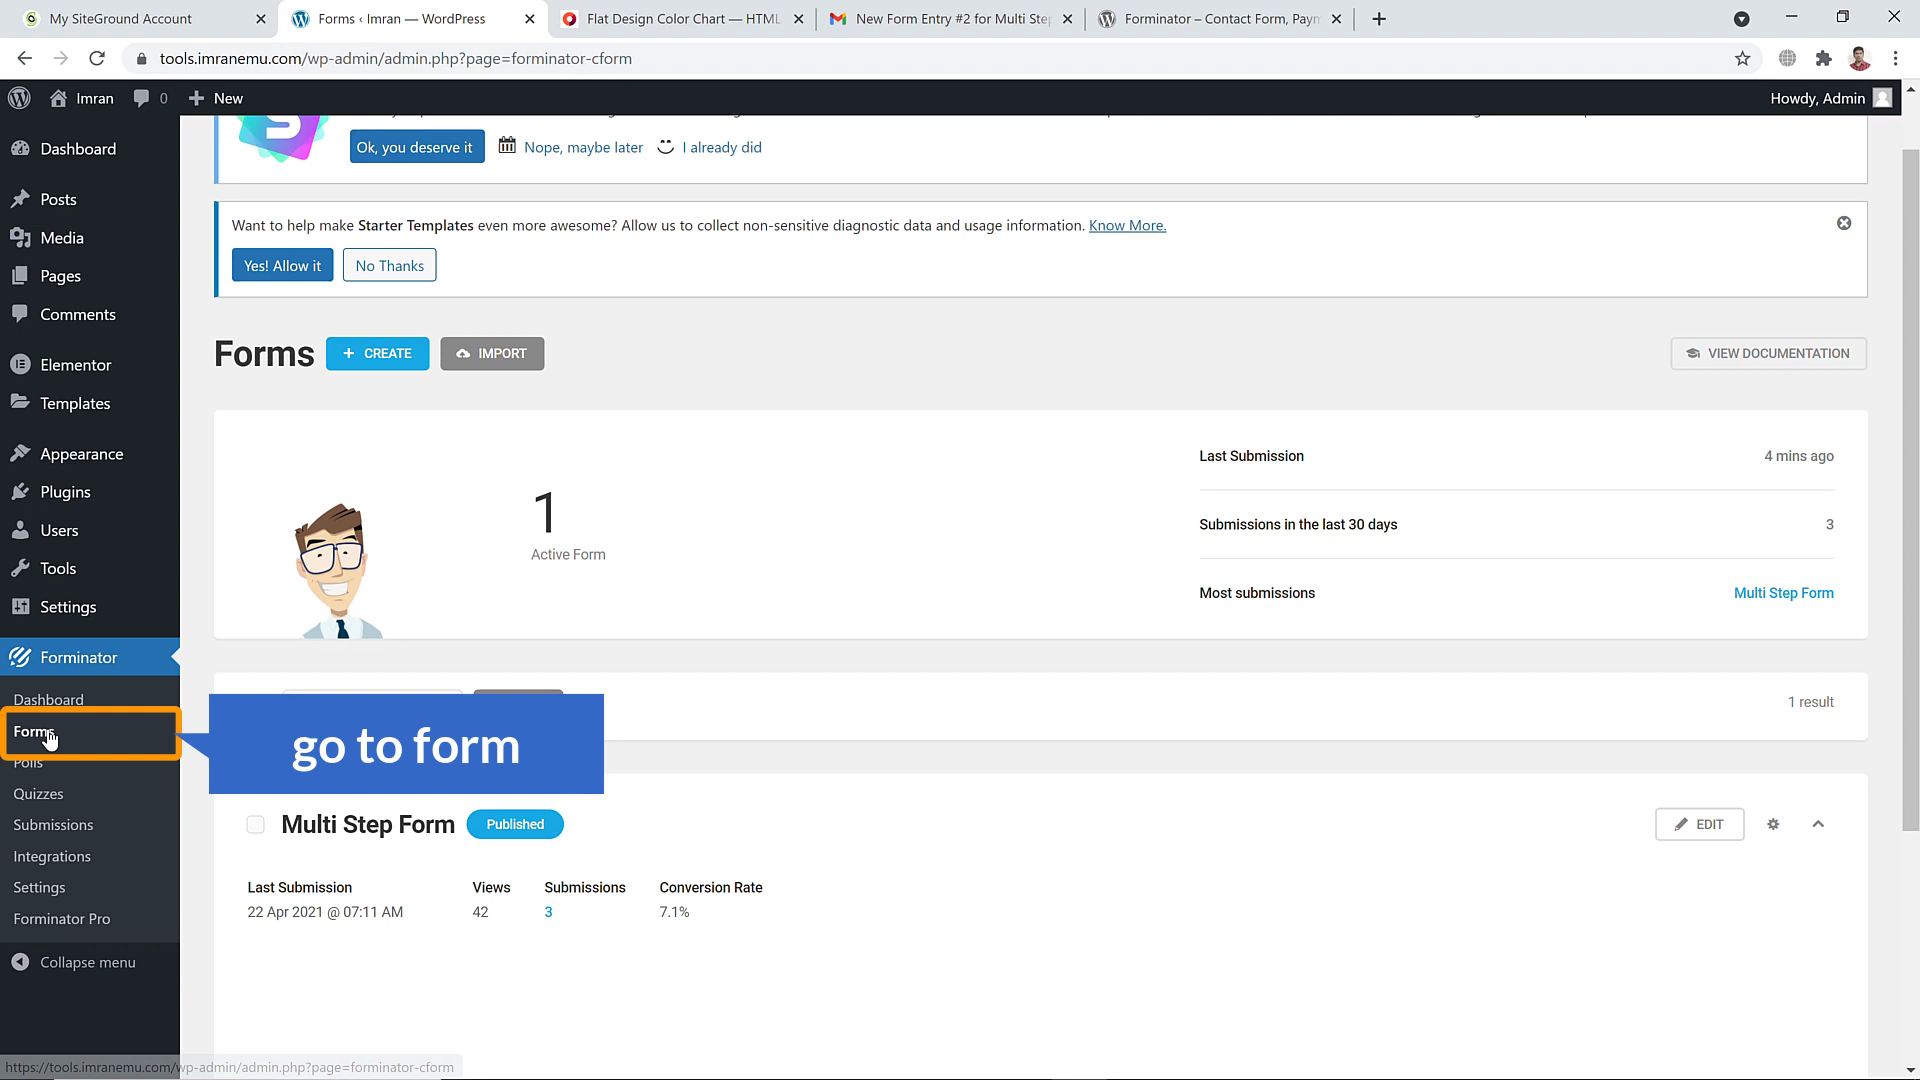 My SiteGround Account
Forms ‹ Imran — WordPress
Flat Design Color Chart — HTML
New Form Entry #2 for Multi Ste
Forminator – Contact Form, Paym
tools.imranemu.com/wp-admin/admin.php?page=forminator-cform
Imran
0
New
Howdy, Admin
Ok, you deserve it
Nope, maybe later
I already did
Want to help make Starter Templates even more awesome? Allow us to collect non-sensitive diagnostic data and usage information. Know More.
Yes! Allow it
No Thanks
Dashboard
Posts
Media
Pages
Comments
Elementor
Templates
Appearance
Plugins
Users
Tools
Settings
Forminator
Dashboard
Forms
Polls
Quizzes
Submissions
Integrations
Settings
Forminator Pro
Collapse menu
Forms
+ CREATE
IMPORT
VIEW DOCUMENTATION
1
Active Form
Last Submission 4 mins ago
Submissions in the last 30 days 3
Most submissions Multi Step Form
1 result
go to form
Multi Step Form
Published
EDIT
Last Submission Views Submissions Conversion Rate
22 Apr 2021 @ 07:11 AM 42 3 7.1%
https://tools.imranemu.com/wp-admin/admin.php?page=forminator-cform